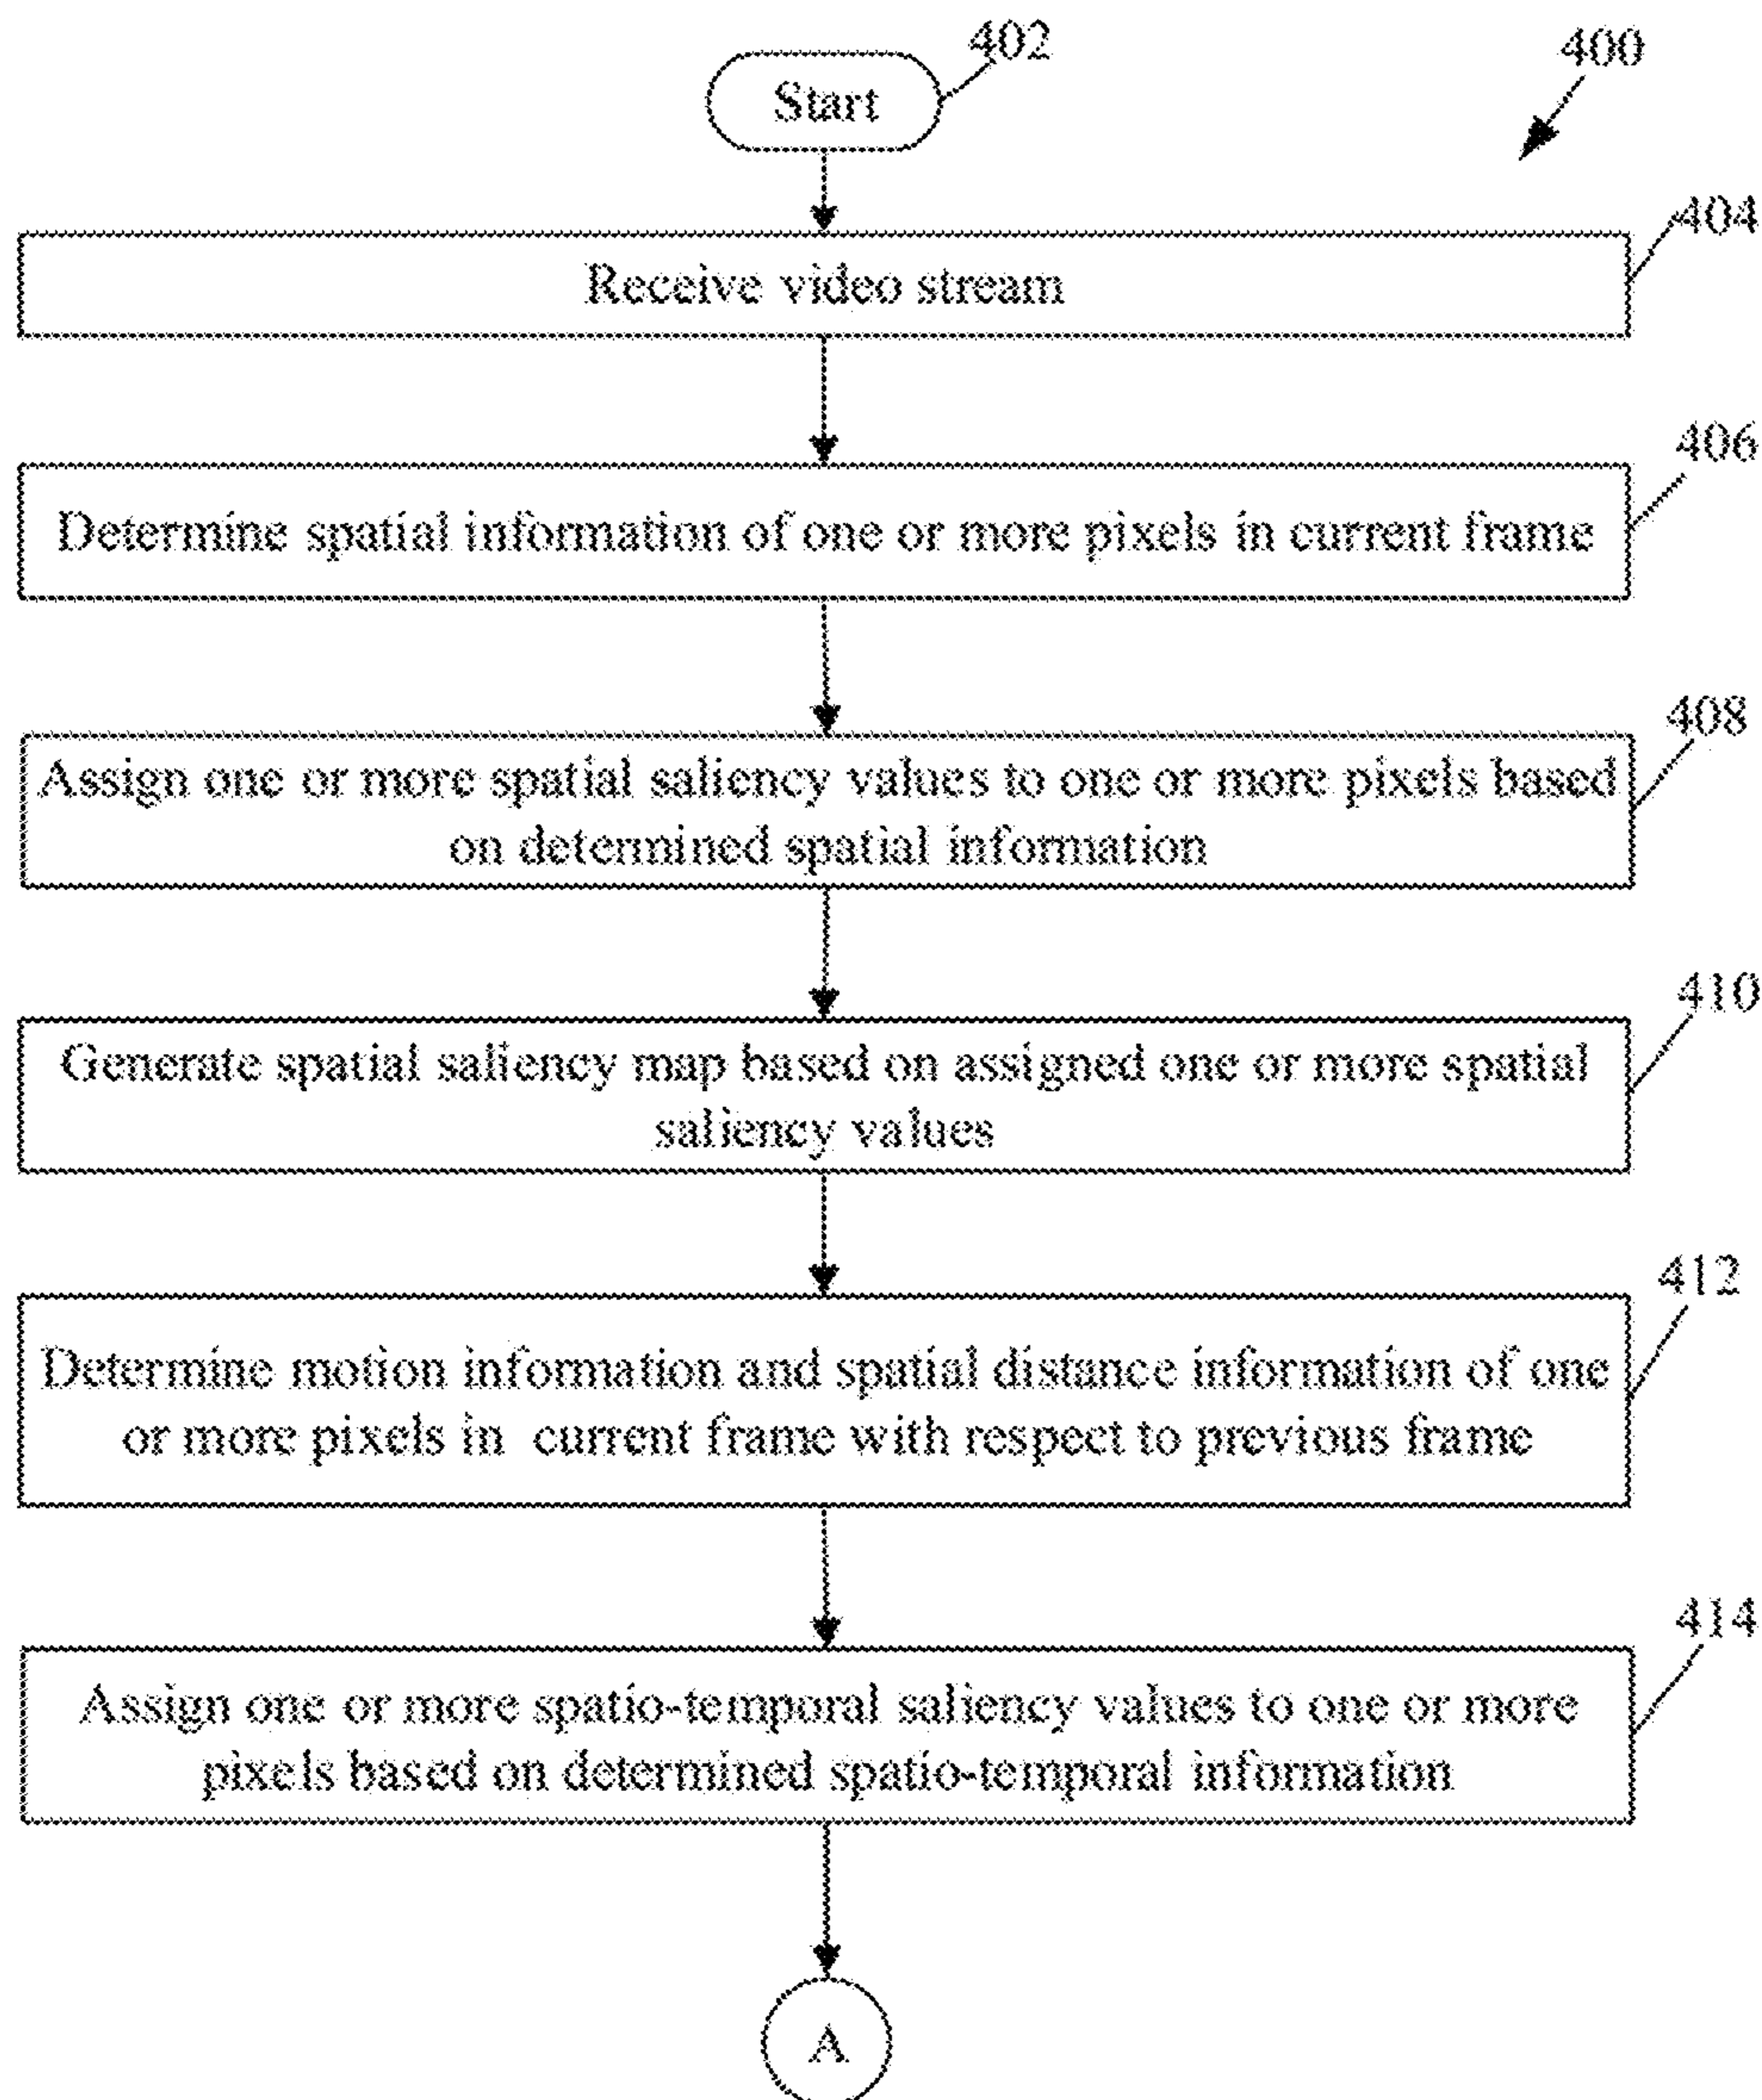 402
400
Start
404
Receive video stream
406
Determine spatial information of one or more pixels in current frame
408
Assign one or more spatial saliency values to one or more pixels based
on determined spatial information
410
Generate spatial saliency map based on assigned one or more spatial
saliency values
412
Determine motion information and spatial distance information of one
or more pixels in current frame with respect to previous frame
414
Assign one or more spatio-temporal saliency values to one or more
pixels based on determined spatio-temporal information
A